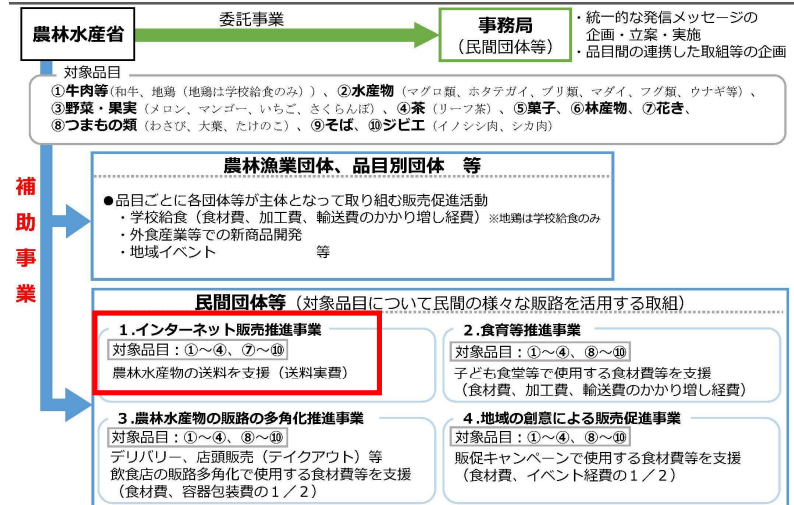 農林水産省
委託事業
事務局
(民間団体等)
・統一的な発信メッセージの
企画・立案・実施
・品目間の連携した取組等の企画
対象品目
①牛肉等(和牛、地鶏(地鶏は学校給食のみ))、②水産物(マグロ類、ホタテガイ、ブリ類、マダイ、フグ類、ウナギ等)、
③野菜・果実(メロン、マンゴー、いちご、さくらんぼ)、④茶(リーフ茶)、⑤菓子、⑥林産物、⑦花き、
⑧つまもの類(わさび、大葉、たけのこ)、⑨そば、⑩ジビエ(イノシシ肉、シカ肉)
補助事業
農林漁業団体、品目別団体 等
●品目ごとに各団体等が主体となって取り組む販売促進活動
・学校給食(食材費、加工費、輸送費のかかり増し経費)※地鶏は学校給食のみ
・外食産業等での新商品開発
・地域イベント 等
民間団体等(対象品目について民間の様々な販路を活用する取組)
1.インターネット販売推進事業
対象品目:①~④、⑦~⑩
農林水産物の送料を支援(送料実費)
2.食育等推進事業
対象品目:①~④、⑧~⑩
子ども食堂等で使用する食材費等を支援
(食材費、加工費、輸送費のかかり増し経費)
3.農林水産物の販路の多角化推進事業
対象品目:①~④、⑧~⑩
デリバリー、店頭販売(テイクアウト)等
飲食店の販路多角化で使用する食材費等を支援
(食材費、容器包装費の1/2)
4.地域の創意による販売促進事業
対象品目:①~④、⑧~⑩
販促キャンペーンで使用する食材費等を支援
(食材費、イベント経費の1/2)